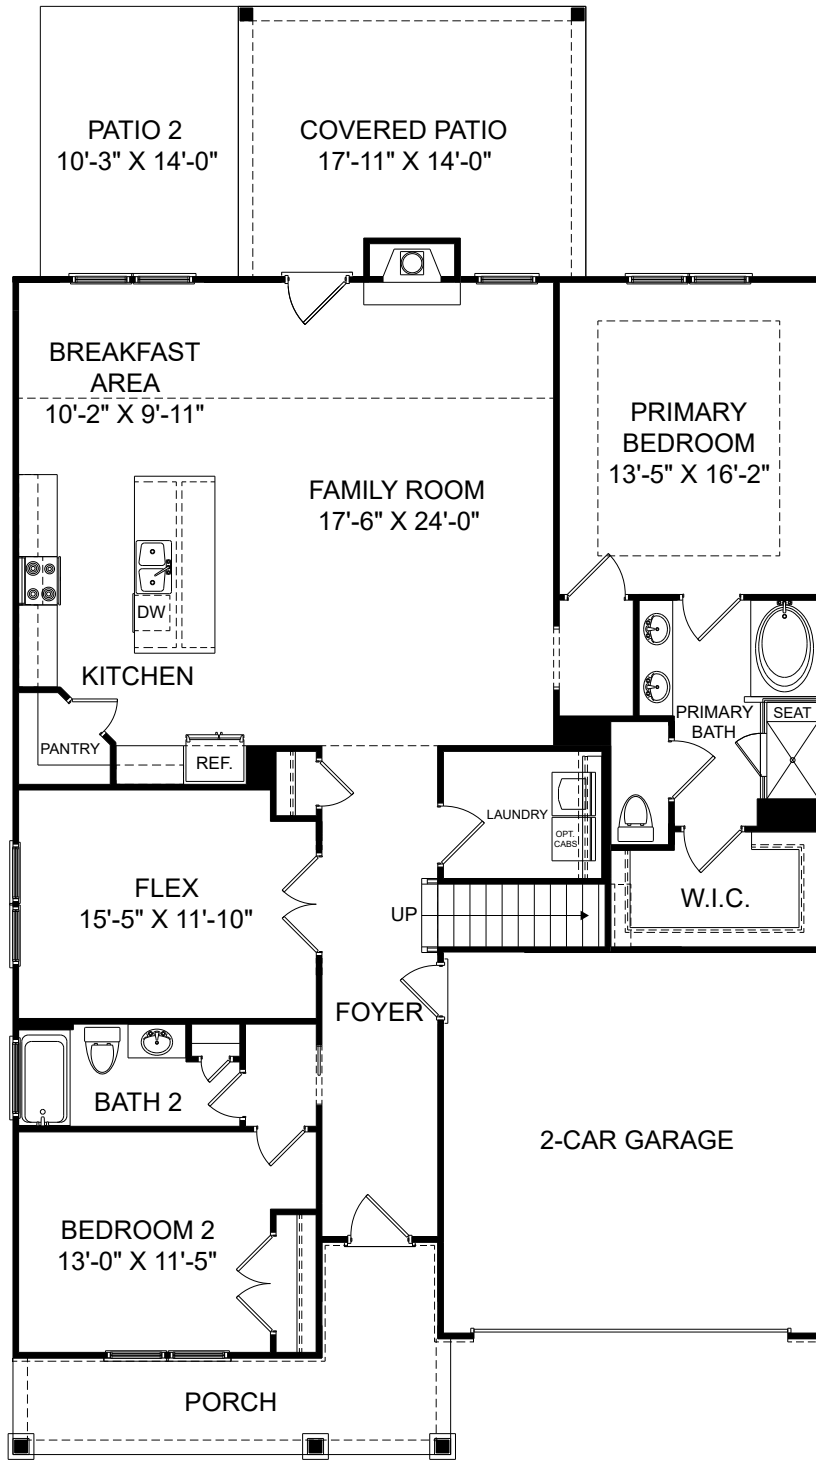 PATIO 2
10'-3" X 14'-0"
COVERED PATIO
17'-11" X 14'-0"
BREAKFAST
AREA
10'-2" X 9'-11"
PRIMARY
BEDROOM
13'-5" X 16'-2"
FAMILY ROOM
17'-6" X 24'-0"
DW
KITCHEN
PANTRY
REF.
PRIMARY
BATH
SEAT
LAUNDRY
OPT.
CABS
FLEX
15'-5" X 11'-10"
UP
W.I.C.
FOYER
BATH 2
2-CAR GARAGE
BEDROOM 2
13'-0" X 11'-5"
PORCH